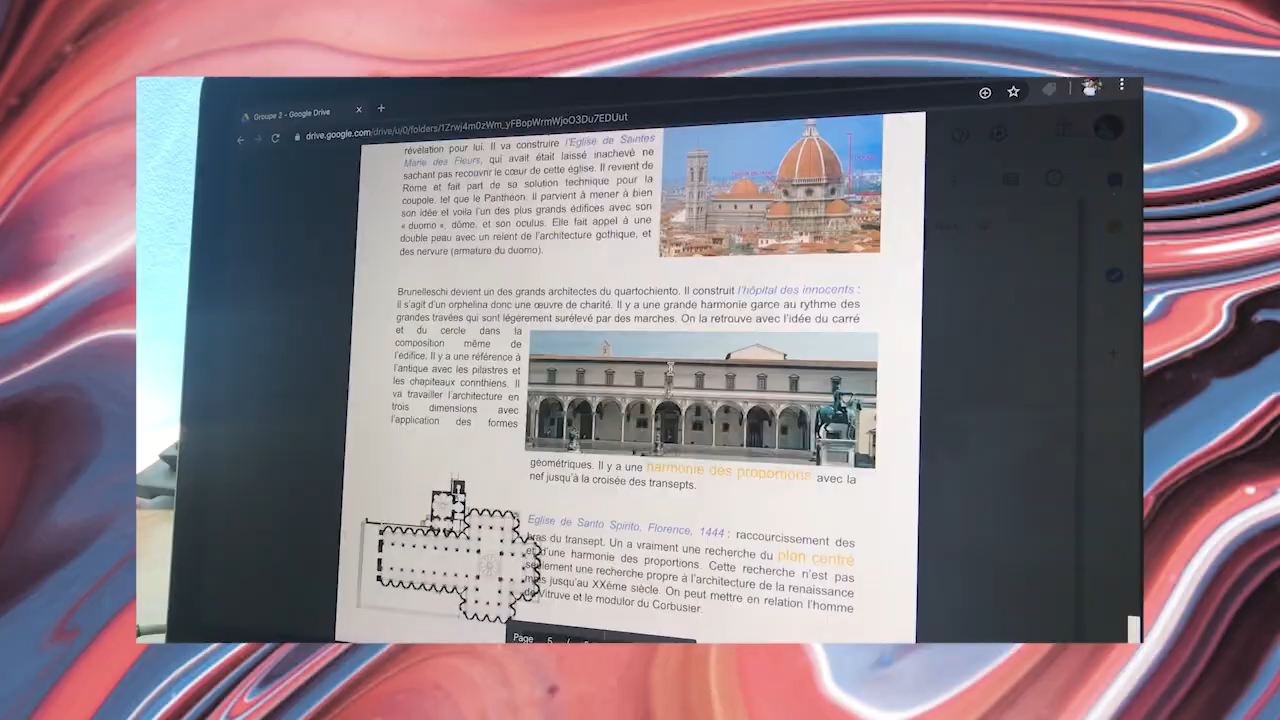 Groupe 2 - Google Drive
drive.google.com/drive/u/0/folders/1Zrwj4m0zWm_yFBopWrmWjoO3Du7EDUut
révélation pour lui. Il va construire l'Eglise de Saintes
Marie des Fleurs, qui avait était laissé inachevé ne
sachant pas recouvrir le cœur de cette église. Il revient de
Rome et fait part de sa solution technique pour la
coupole, tel que le Pantheon. Il parvient à mener à bien
son idée et voila l'un des plus grands édifices avec son
« duomo », dôme, et son oculus. Elle fait appel à une
double peau avec un relent de l'architecture gothique, et
des nervure (armature du duomo).
Brunelleschi devient un des grands architectes du quartochiento. Il construit l'hôpital des innocents :
il s'agit d'un orphelina donc une œuvre de charité. Il y a une grande harmonie garce au rythme des
grandes travées qui sont légèrement surélevé par des marches. On la retrouve avec l'idée du carré
et du cercle dans la
composition même de
l'édifice. Il y a une référence à
l'antique avec les pilastres et
les chapiteaux corinthiens. Il
va travailler l'architecture en
trois dimensions avec
l'application des formes
géométriques. Il y a une harmonie des proportions avec la
nef jusqu'à la croisée des transepts.
Eglise de Santo Spirito, Florence, 1444 : raccourcissement des
bras du transept. Un a vraiment une recherche du plan centré
et d'une harmonie des proportions. Cette recherche n'est pas
seulement une recherche propre à l'architecture de la renaissance
mais jusqu'au XXème siècle. On peut mettre en relation l'homme
de Vitruve et le modulor du Corbusier.
Page 5 /